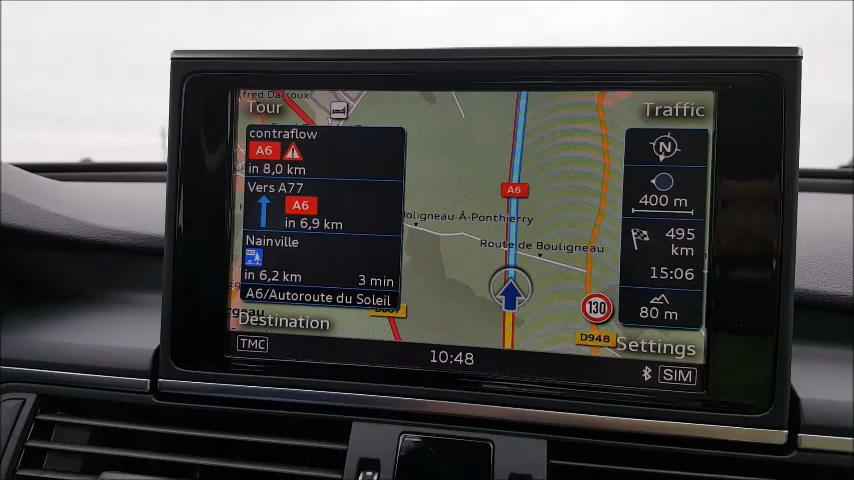 Tour
contraflow
A6
in 8,0 km
Vers A77
A6
in 6,9 km
Nainville
in 6,2 km 3 min
A6/Autoroute du Soleil
Destination
TMC
10:48
A6
Route de Bouligneau
130
D948
Traffic
N
400 m
495
km
15:06
80 m
Settings
SIM